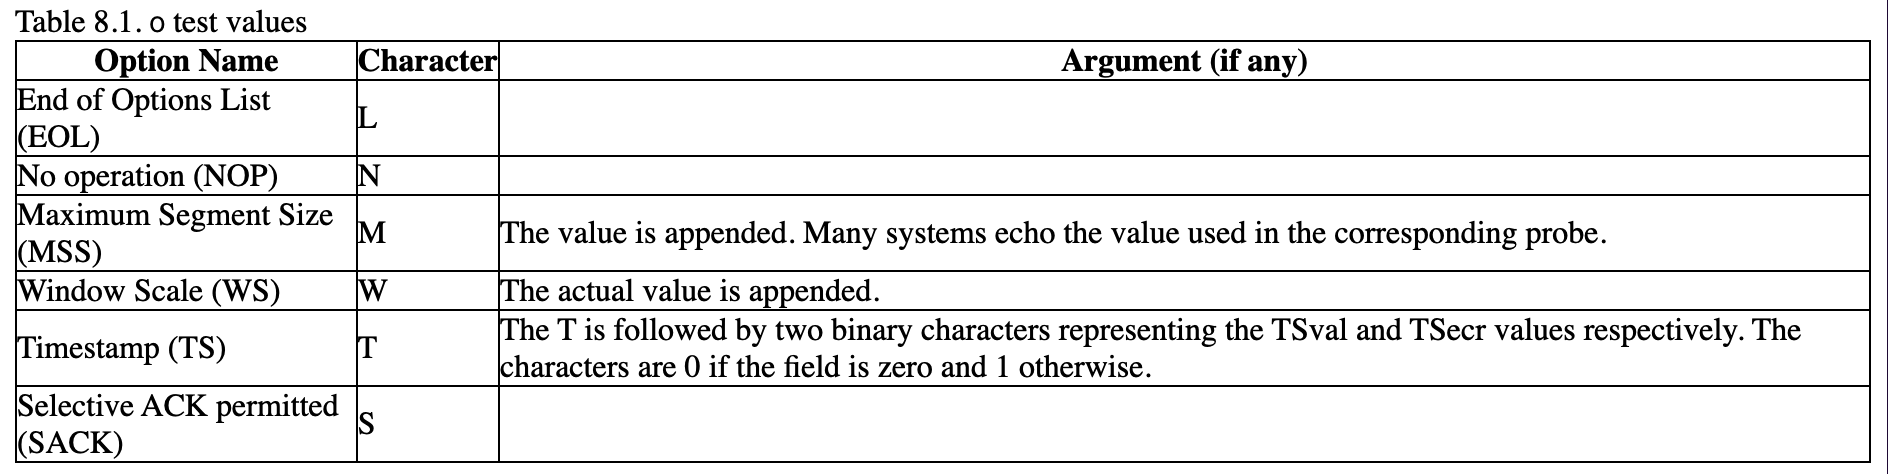 Table 8.1. o test values
Option Name Character Argument (if any)
End of Options List
(EOL)
L
No operation (NOP) N
Maximum Segment Size
(MSS)
M
The value is appended. Many systems echo the value used in the corresponding probe.
Window Scale (WS) W The actual value is appended.
Timestamp (TS) T
The T is followed by two binary characters representing the TSval and TSecr values respectively. The
characters are 0 if the field is zero and 1 otherwise.
Selective ACK permitted
(SACK)
S